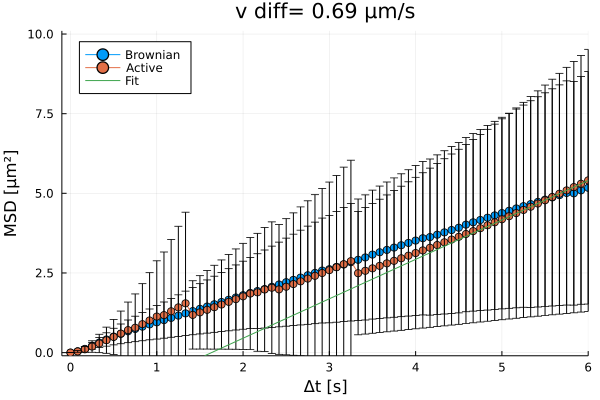 v diff= 0.69 µm/s
MSD [µm²]
10.0
7.5
5.0
2.5
0.0
Brownian
Active
Fit
0 1 2 3 4 5 6
Δt [s]